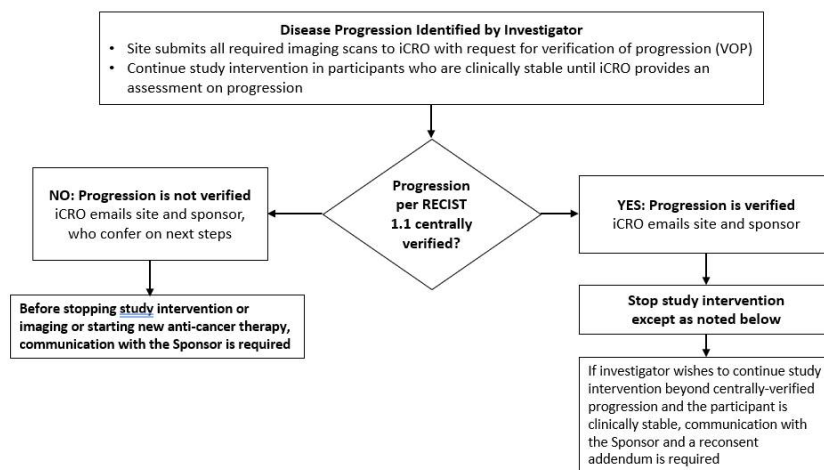 Disease Progression Identified by Investigator
• Site submits all required imaging scans to iCRO with request for verification of progression (VOP)
• Continue study intervention in participants who are clinically stable until iCRO provides an
assessment on progression
Progression
per RECIST
1.1 centrally
verified?
NO: Progression is not verified
iCRO emails site and sponsor,
who confer on next steps
Before stopping study intervention or
imaging or starting new anti-cancer therapy,
communication with the Sponsor is required
YES: Progression is verified
iCRO emails site and sponsor
Stop study intervention
except as noted below
If investigator wishes to continue study
intervention beyond centrally-verified
progression and the participant is
clinically stable, communication with
the Sponsor and a reconsent
addendum is required